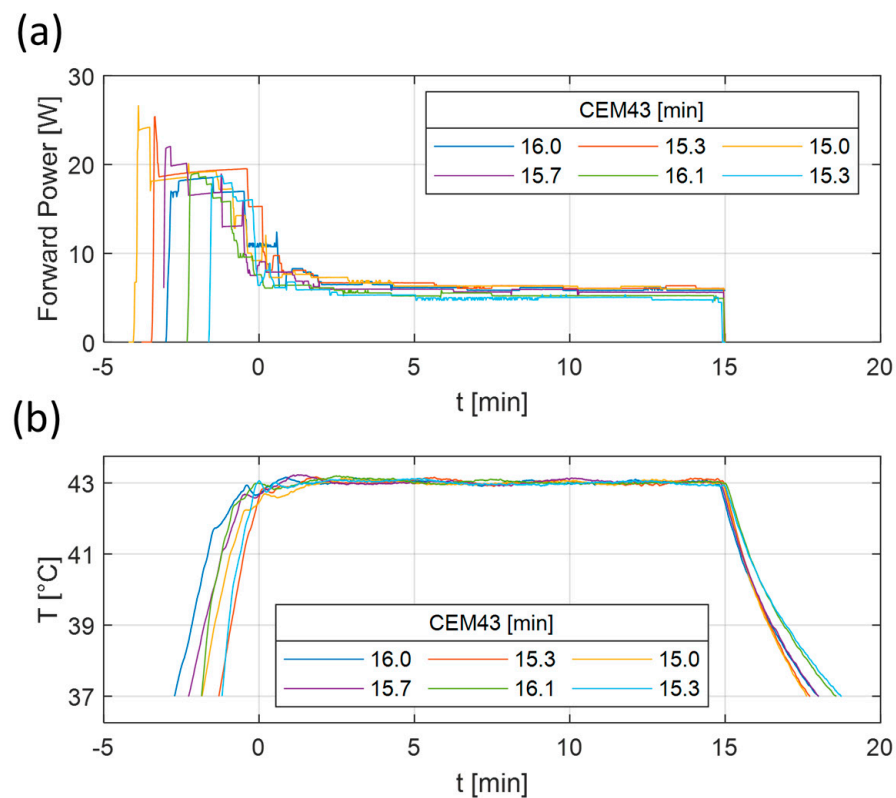 (a)
Forward Power [W]
30
20
10
0
CEM43 [min]
16.0 15.3 15.0
15.7 16.1 15.3
-5 0 5 10 15 20
t [min]
(b)
T [°C]
43
41
39
37
CEM43 [min]
16.0 15.3 15.0
15.7 16.1 15.3
-5 0 5 10 15 20
t [min]